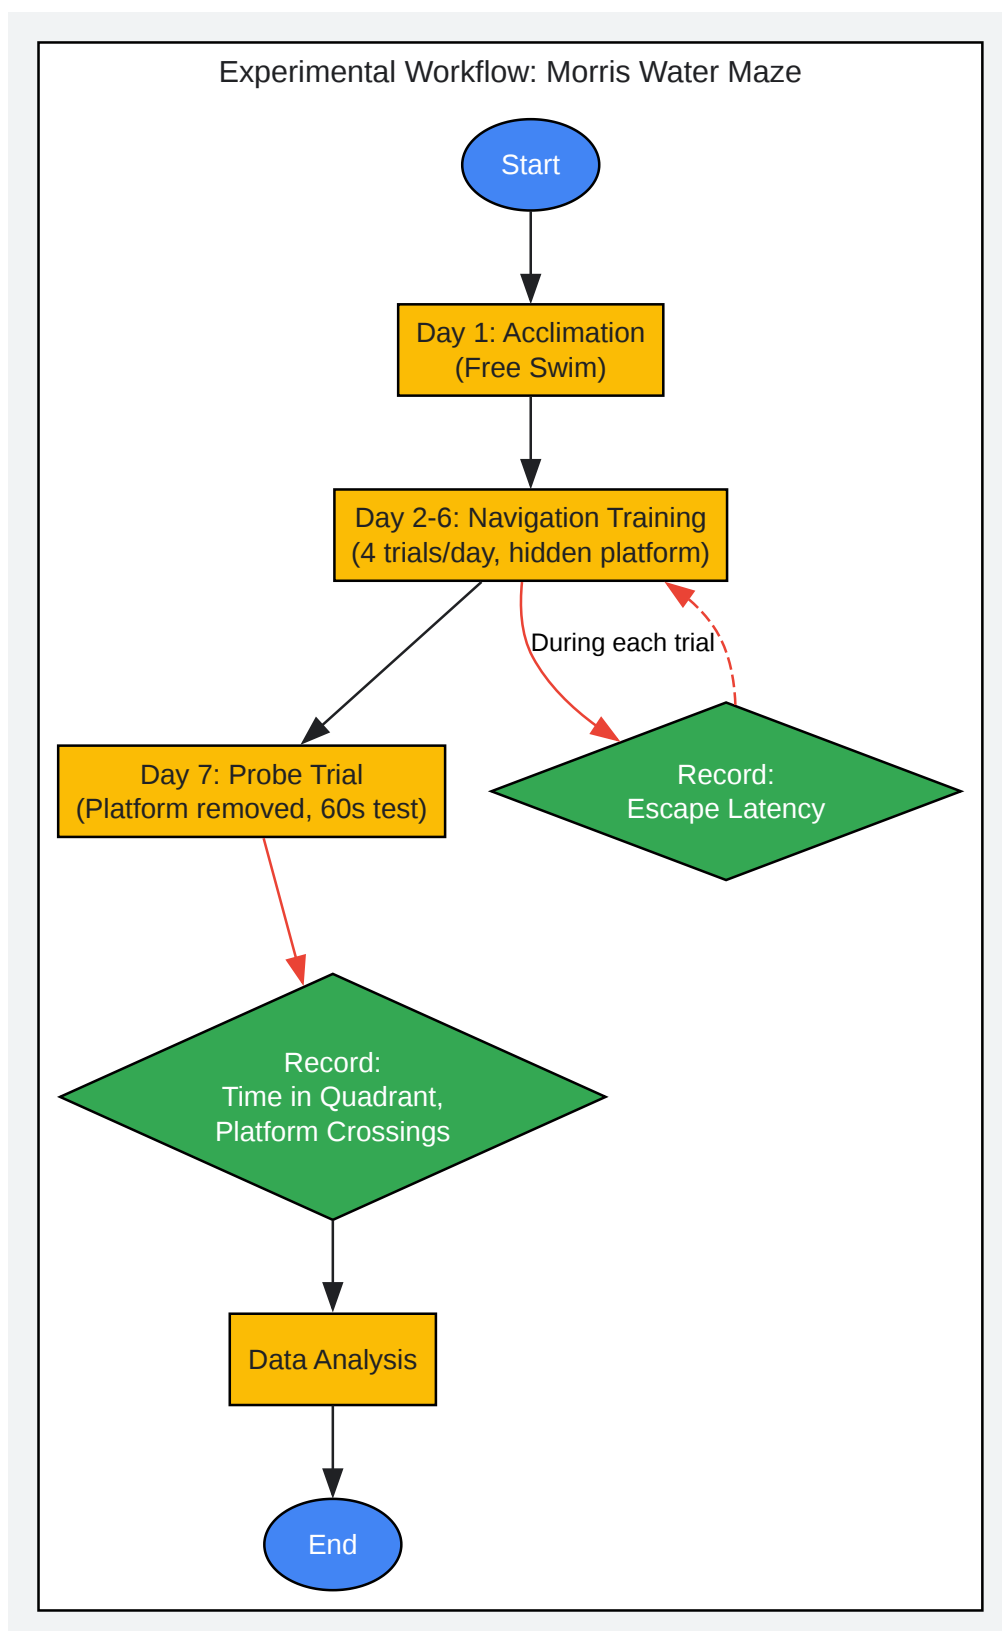 Experimental Workflow: Morris Water Maze
Start
Day 1: Acclimation
(Free Swim)
Day 2-6: Navigation Training
(4 trials/day, hidden platform)
During each trial
Day 7: Probe Trial
(Platform removed, 60s test)
Record:
Escape Latency
Record:
Time in Quadrant,
Platform Crossings
Data Analysis
End